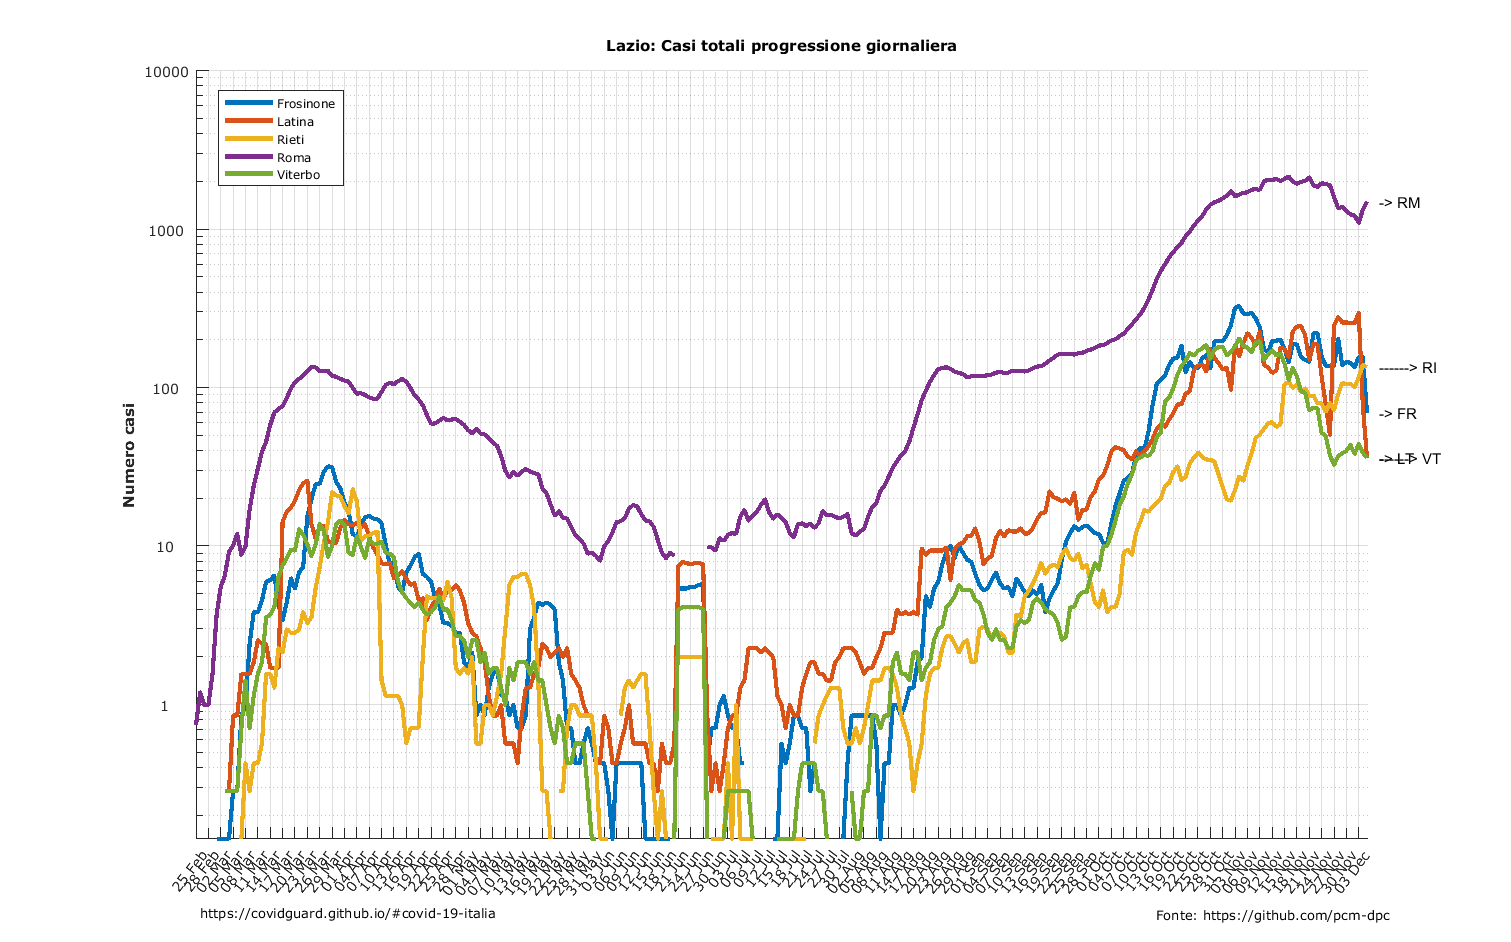 Lazio: Casi totali progressione giornaliera
10000
1000
100
10
1
Numero casi
Frosinone
Latina
Rieti
Roma
Viterbo
-> RM
------> RI
-> FR
-> LT
-----> VT
25 Feb
28 Feb
02 Mar
05 Mar
08 Mar
11 Mar
14 Mar
17 Mar
20 Mar
23 Mar
26 Mar
29 Mar
01 Apr
04 Apr
07 Apr
10 Apr
13 Apr
16 Apr
19 Apr
22 Apr
25 Apr
28 Apr
01 May
04 May
07 May
10 May
13 May
16 May
19 May
22 May
25 May
28 May
31 May
03 Jun
06 Jun
09 Jun
12 Jun
15 Jun
18 Jun
21 Jun
24 Jun
27 Jun
30 Jun
03 Jul
06 Jul
09 Jul
12 Jul
15 Jul
18 Jul
21 Jul
24 Jul
27 Jul
30 Jul
02 Aug
05 Aug
08 Aug
11 Aug
14 Aug
17 Aug
20 Aug
23 Aug
26 Aug
29 Aug
01 Sep
04 Sep
07 Sep
10 Sep
13 Sep
16 Sep
19 Sep
22 Sep
25 Sep
28 Sep
01 Oct
04 Oct
07 Oct
10 Oct
13 Oct
16 Oct
19 Oct
22 Oct
25 Oct
28 Oct
31 Oct
03 Nov
06 Nov
09 Nov
12 Nov
15 Nov
18 Nov
21 Nov
24 Nov
27 Nov
30 Nov
03 Dec
https://covidguard.github.io/#covid-19-italia
Fonte: https://github.com/pcm-dpc